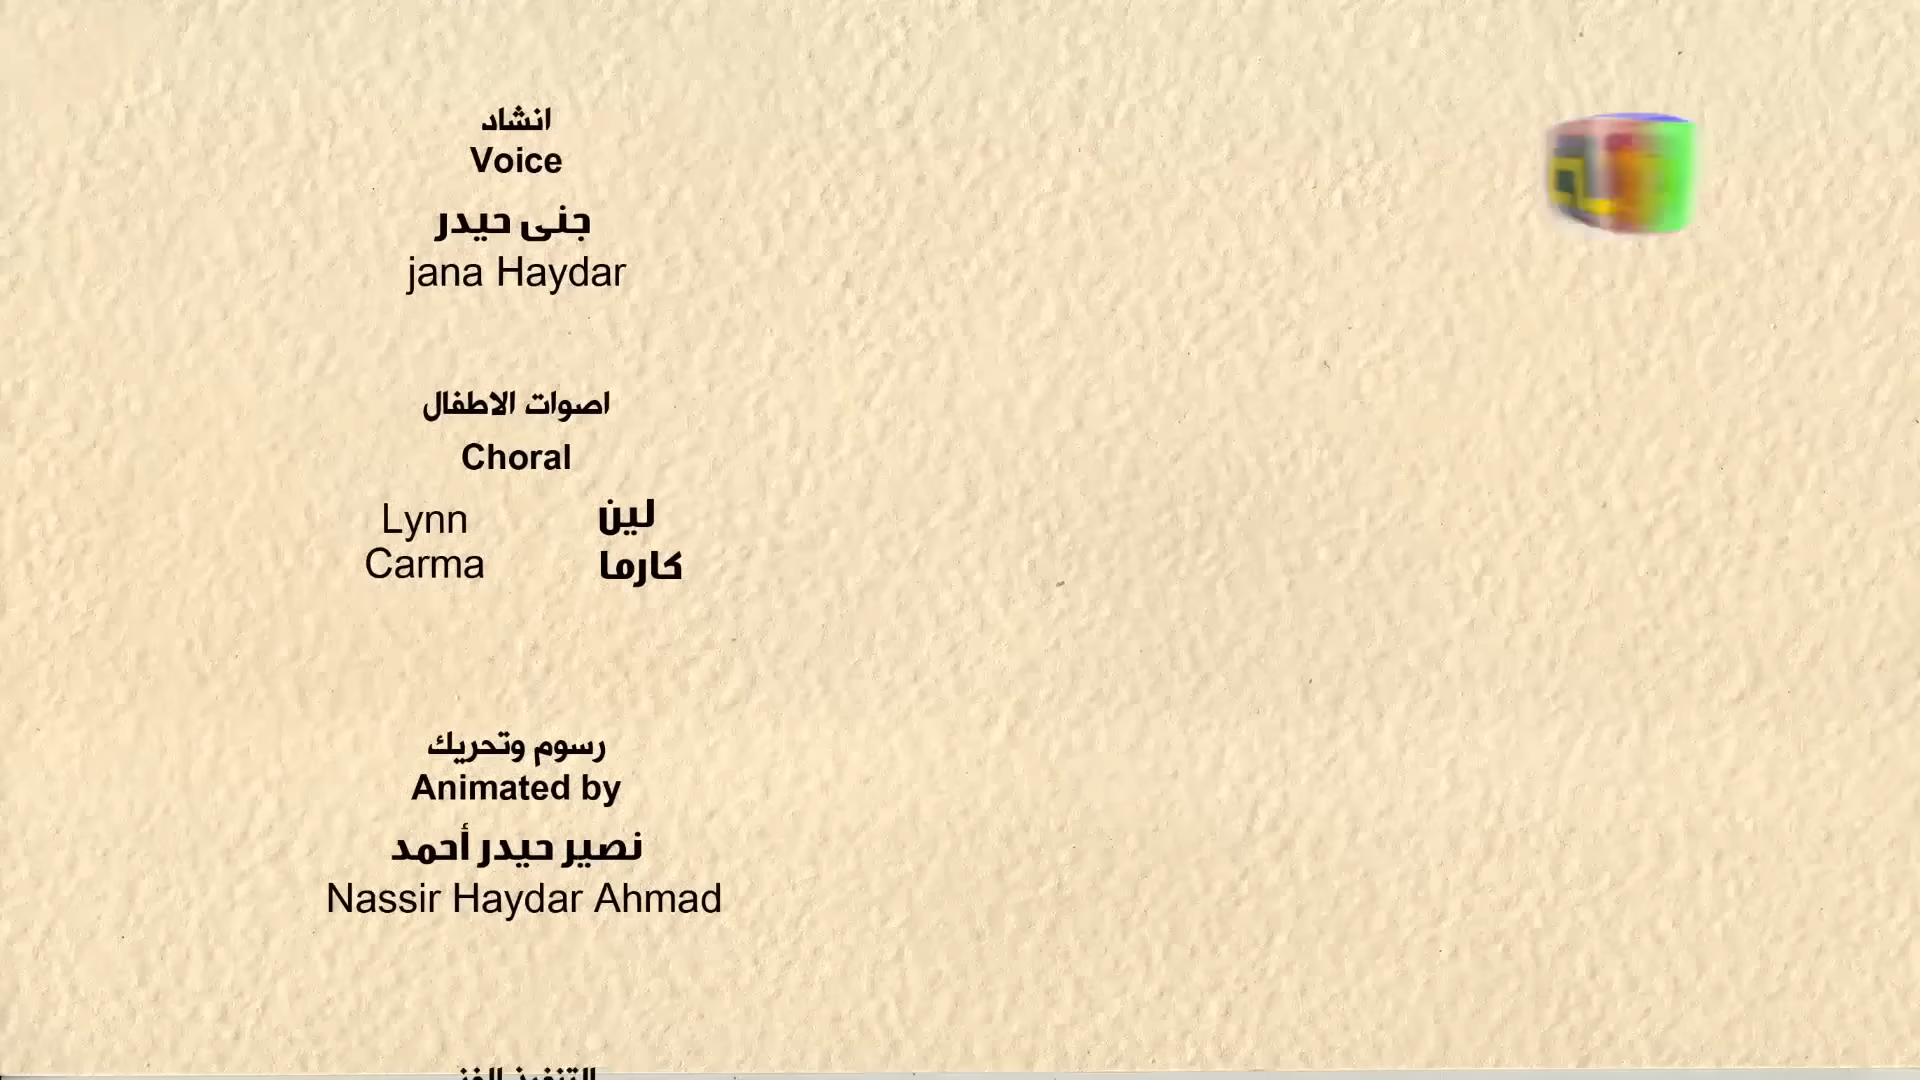 انشاد
Voice
جنى حيدر
jana Haydar
اصوات الاطفال
Choral
Lynn لين
Carma كارما
رسوم وتحريك
Animated by
نصير حيدر أحمد
Nassir Haydar Ahmad